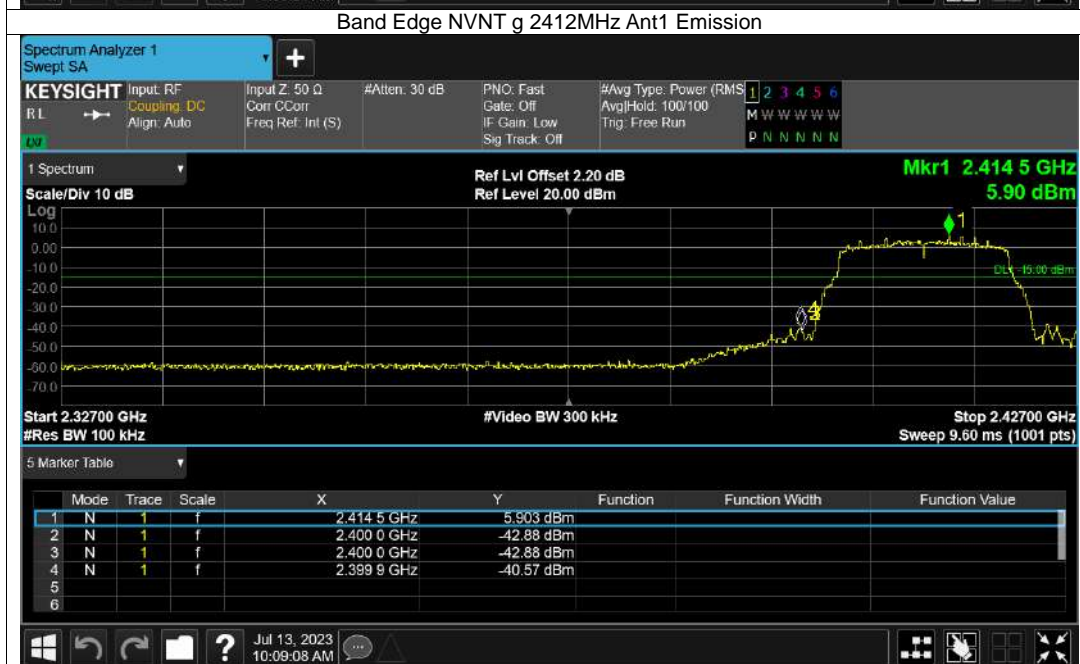 Band Edge NVNT g 2412MHz Ant1 Emission
Spectrum Analyzer 1
Swept SA
+
KEYSIGHT Input: RF Input Z: 50 Ω #Atten: 30 dB PNO: Fast #Avg Type: Power (RMS 1 2 3 4 5 6
RL Coupling: DC Corr CCorr Gate: Off Avg|Hold: 100/100 M W W W W W
Align: Auto Freq Ref: Int (S) IF Gain: Low Trig: Free Run
LXI Sig Track: Off P N N N N N
1 Spectrum Ref Lvl Offset 2.20 dB Mkr1 2.414 5 GHz
Scale/Div 10 dB Ref Level 20.00 dBm 5.90 dBm
Log
10.0 1
0.00
-10.0 DL1 -15.00 dBm
-20.0
-30.0
-40.0
-50.0
-60.0
-70.0
Start 2.32700 GHz #Video BW 300 kHz Stop 2.42700 GHz
#Res BW 100 kHz Sweep 9.60 ms (1001 pts)
5 Marker Table
Mode Trace Scale X Y Function Function Width Function Value
1 N 1 f 2.414 5 GHz 5.903 dBm
2 N 1 f 2.400 0 GHz -42.88 dBm
3 N 1 f 2.400 0 GHz -42.88 dBm
4 N 1 f 2.399 9 GHz -40.57 dBm
5
6
? Jul 13, 2023
10:09:08 AM